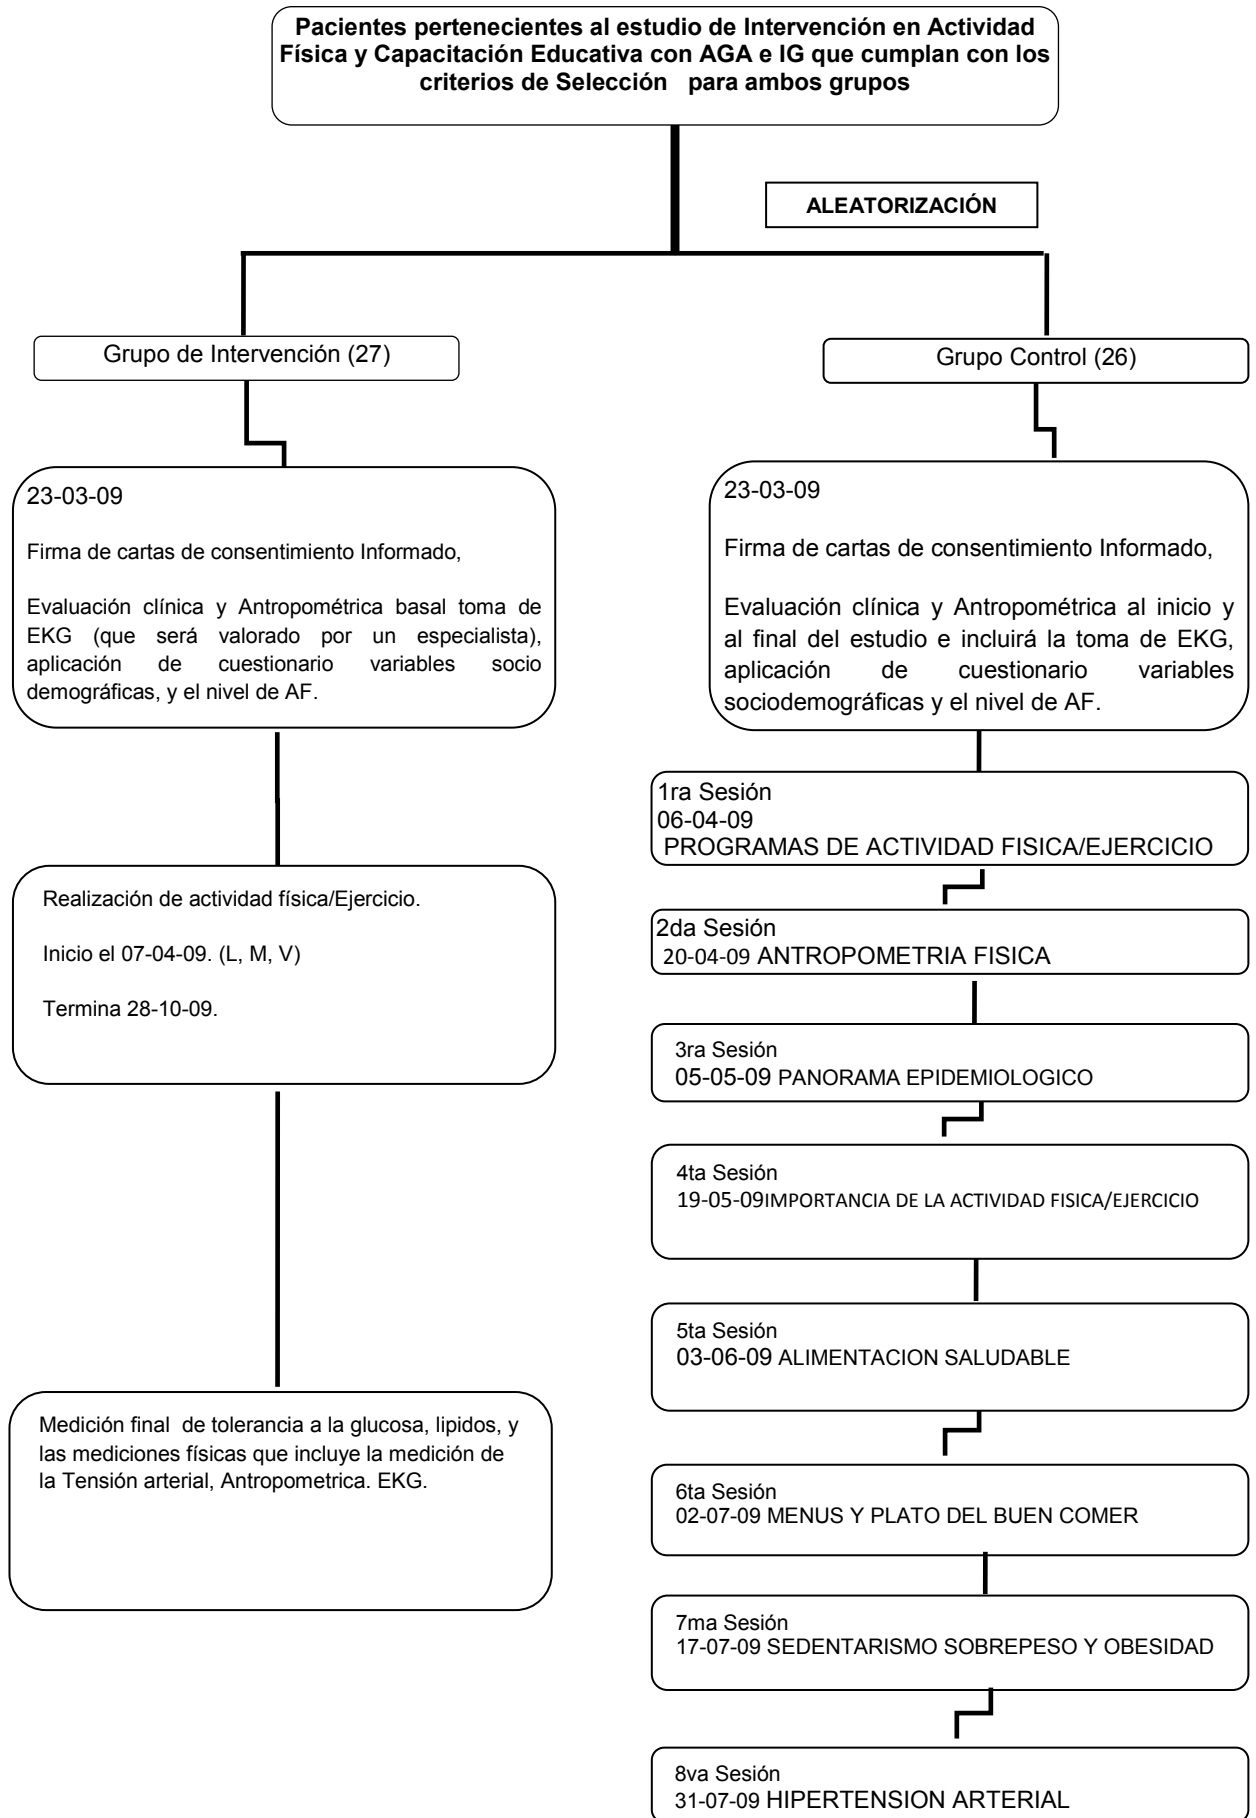 Pacientes pertenecientes al estudio de Intervención en Actividad
Física y Capacitación Educativa con AGA e IG que cumplan con los
criterios de Selección para ambos grupos
ALEATORIZACIÓN
Grupo de Intervención (27)
Grupo Control (26)
23-03-09
Firma de cartas de consentimiento Informado,
Evaluación clínica y Antropométrica basal toma de
EKG (que será valorado por un especialista),
aplicación de cuestionario variables socio
demográficas, y el nivel de AF.
23-03-09
Firma de cartas de consentimiento Informado,
Evaluación clínica y Antropométrica al inicio y
al final del estudio e incluirá la toma de EKG,
aplicación de cuestionario variables
sociodemográficas y el nivel de AF.
Realización de actividad física/Ejercicio.
Inicio el 07-04-09. (L, M, V)
Termina 28-10-09.
Medición final de tolerancia a la glucosa, lipidos, y
las mediciones físicas que incluye la medición de
la Tensión arterial, Antropometrica. EKG.
1ra Sesión
06-04-09
PROGRAMAS DE ACTIVIDAD FISICA/EJERCICIO
2da Sesión
20-04-09 ANTROPOMETRIA FISICA
3ra Sesión
05-05-09 PANORAMA EPIDEMIOLOGICO
4ta Sesión
19-05-09IMPORTANCIA DE LA ACTIVIDAD FISICA/EJERCICIO
5ta Sesión
03-06-09 ALIMENTACION SALUDABLE
6ta Sesión
02-07-09 MENUS Y PLATO DEL BUEN COMER
7ma Sesión
17-07-09 SEDENTARISMO SOBREPESO Y OBESIDAD
8va Sesión
31-07-09 HIPERTENSION ARTERIAL